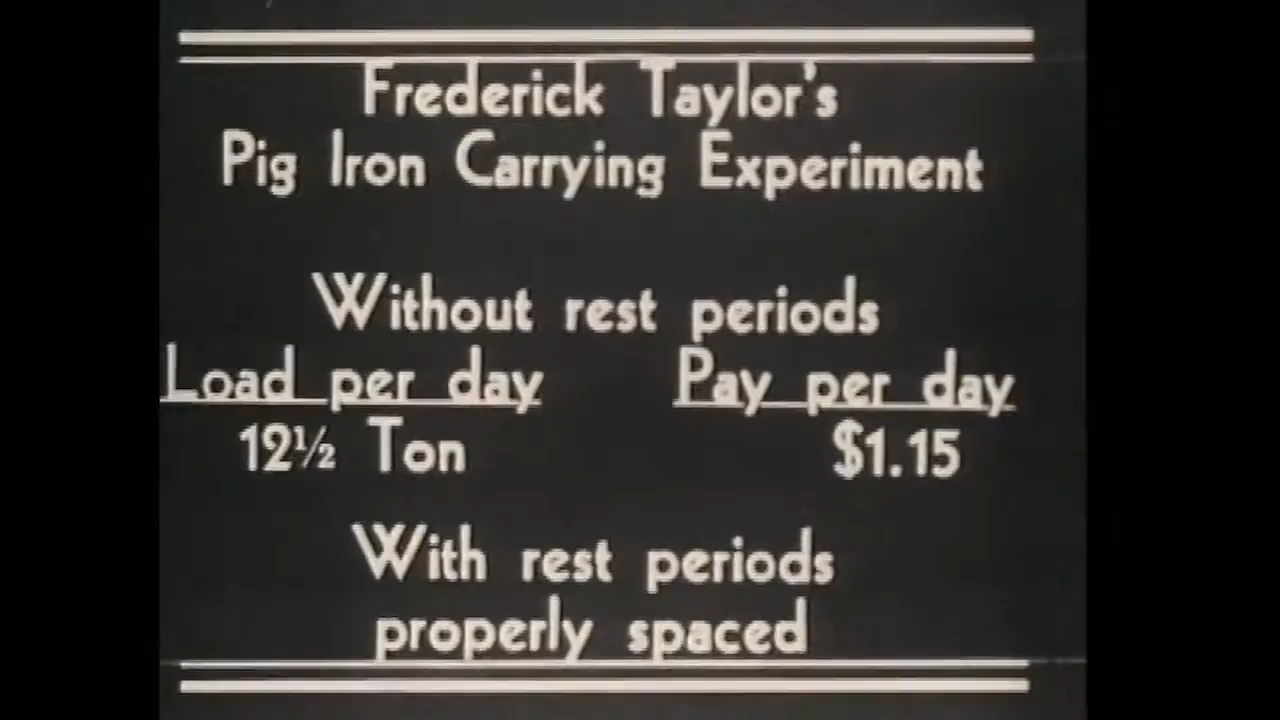 Frederick Taylor's
Pig Iron Carrying Experiment
Without rest periods
Load per day Pay per day
12½ Ton $1.15
With rest periods
properly spaced